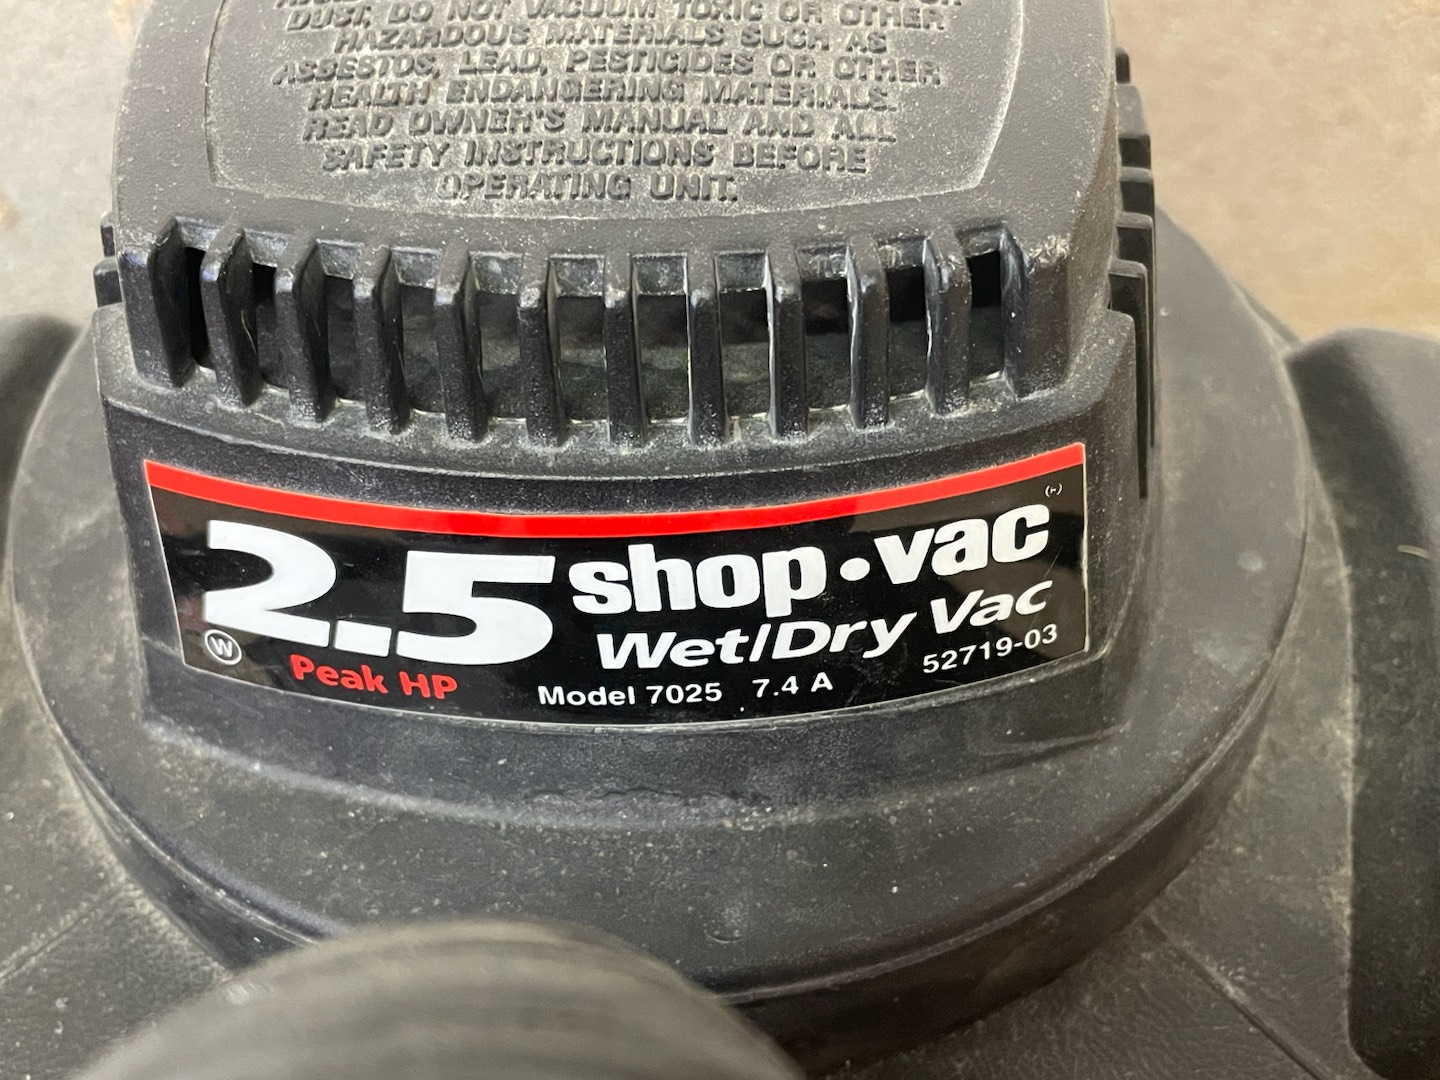 DUST, DO NOT VACUUM TOXIC OR OTHER
HAZARDOUS MATERIALS SUCH AS
ASBESTOS, LEAD, PESTICIDES OR OTHER
HEALTH ENDANGERING MATERIALS.
READ OWNER'S MANUAL AND ALL
SAFETY INSTRUCTIONS BEFORE
OPERATING UNIT.
2.5
Peak HP
W
shop•vac
Wet/Dry Vac
Model 7025 7.4 A
52719-03